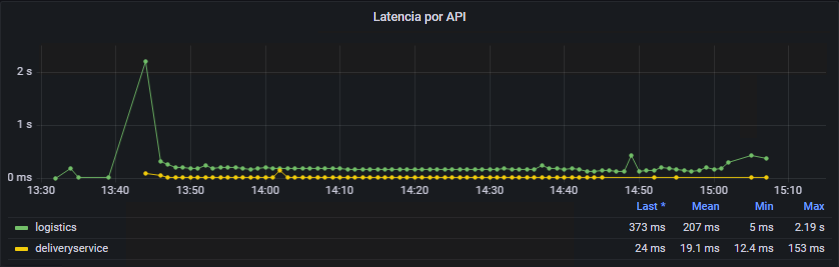 Latencia por API
2 s
1 s
0 ms
13:30 13:40 13:50 14:00 14:10 14:20 14:30 14:40 14:50 15:00 15:10
Last * Mean Min Max
logistics 373 ms 207 ms 5 ms 2.19 s
deliveryservice 24 ms 19.1 ms 12.4 ms 153 ms